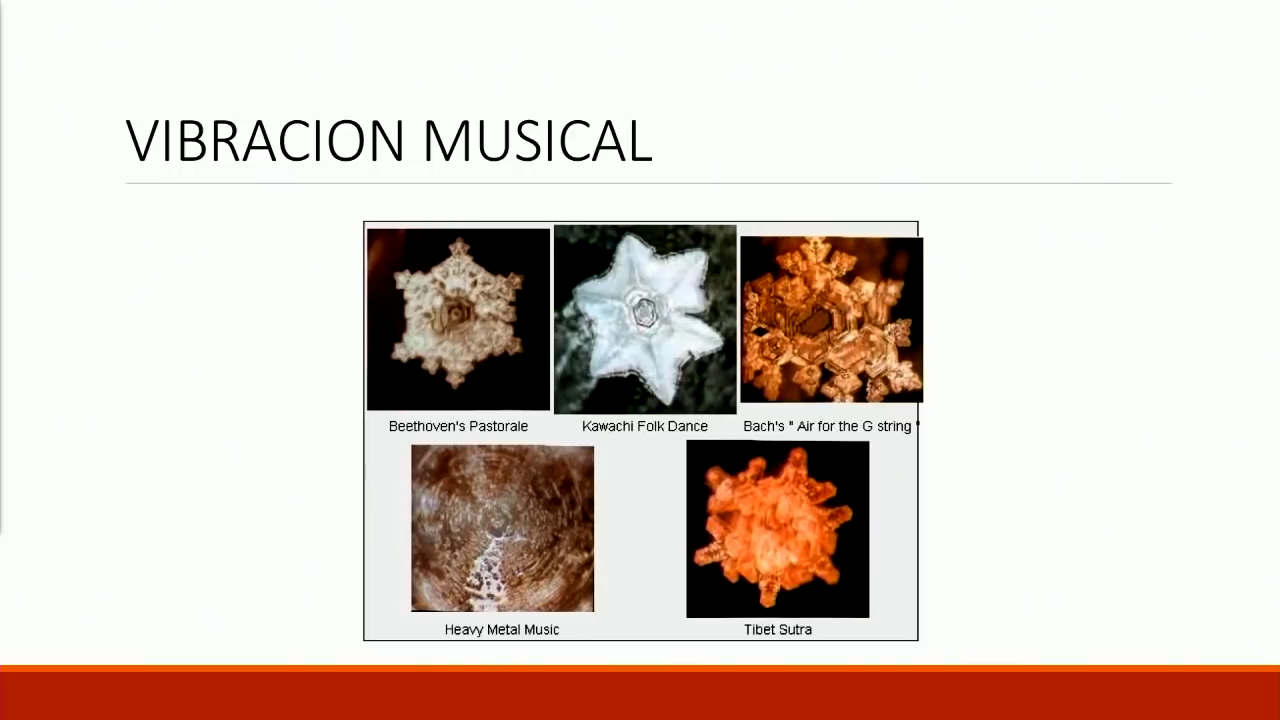 VIBRACION MUSICAL
Beethoven's Pastorale
Kawachi Folk Dance
Bach's " Air for the G string "
Heavy Metal Music
Tibet Sutra